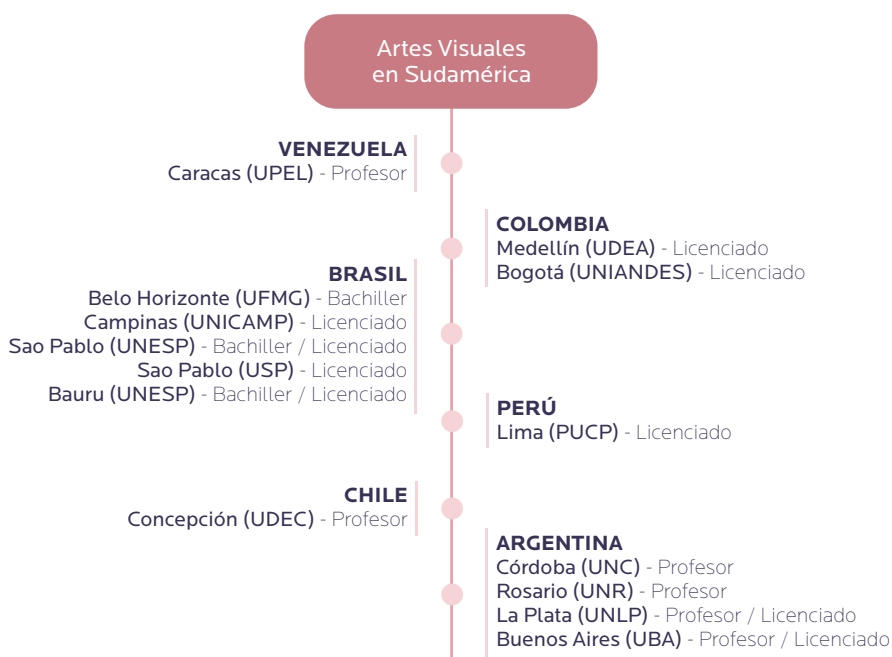 Artes Visuales
en Sudamérica
VENEZUELA
Caracas (UPEL) - Profesor
COLOMBIA
Medellín (UDEA) - Licenciado
Bogotá (UNIANDES) - Licenciado
BRASIL
Belo Horizonte (UFMG) - Bachiller
Campinas (UNICAMP) - Licenciado
Sao Pablo (UNESP) - Bachiller / Licenciado
Sao Pablo (USP) - Licenciado
Bauru (UNESP) - Bachiller / Licenciado
PERÚ
Lima (PUCP) - Licenciado
CHILE
Concepción (UDEC) - Profesor
ARGENTINA
Córdoba (UNC) - Profesor
Rosario (UNR) - Profesor
La Plata (UNLP) - Profesor / Licenciado
Buenos Aires (UBA) - Profesor / Licenciado